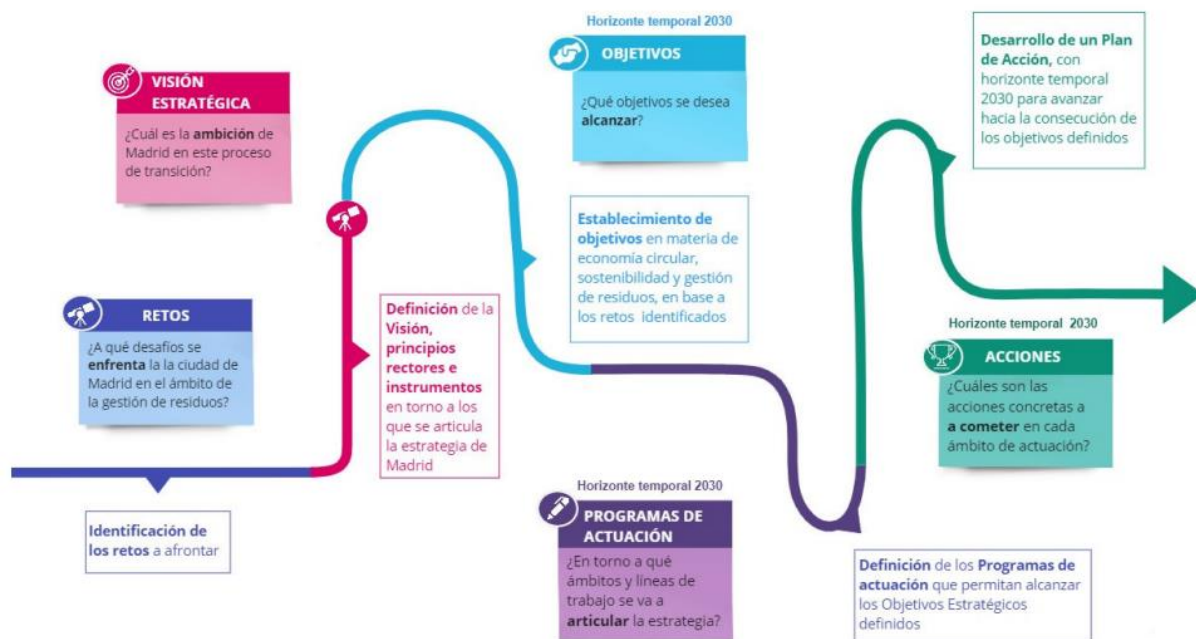 RETOS
¿A qué desafíos se
enfrenta la la ciudad de
Madrid en el ámbito de
la gestión de residuos?
Identificación de
los retos a afrontar
VISIÓN
ESTRATÉGICA
¿Cuál es la ambición de
Madrid en este proceso
de transición?
Definición de la
Visión,
principios
rectores e
instrumentos
en torno a los
que se articula
la estrategia de
Madrid
Horizonte temporal 2030
OBJETIVOS
¿Qué objetivos se desea
alcanzar?
Establecimiento de
objetivos en materia de
economía circular,
sostenibilidad y gestión
de residuos, en base a
los retos identificados
Horizonte temporal 2030
PROGRAMAS DE
ACTUACIÓN
¿En torno a qué
ámbitos y líneas de
trabajo se va a
articular la estrategia?
Definición de los Programas de
actuación que permitan alcanzar
los Objetivos Estratégicos
definidos
Horizonte temporal 2030
ACCIONES
¿Cuáles son las
acciones concretas a
a cometer en cada
ámbito de actuación?
Desarrollo de un Plan
de Acción, con
horizonte temporal
2030 para avanzar
hacia la consecución de
los objetivos definidos